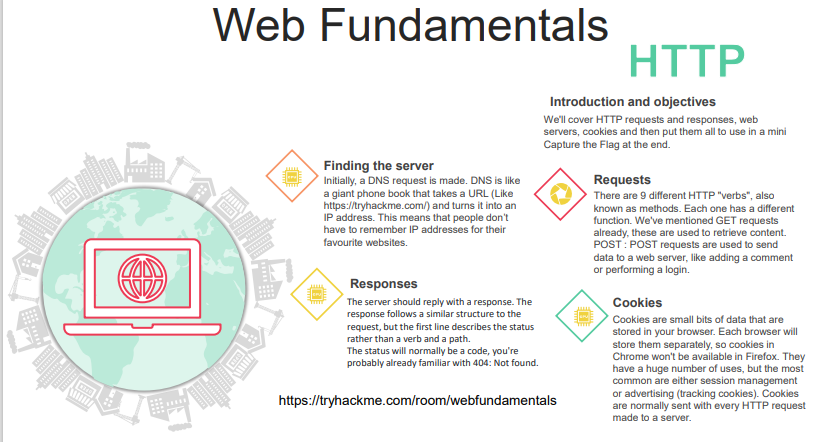 Web Fundamentals
HTTP
Introduction and objectives
We'll cover HTTP requests and responses, web
servers, cookies and then put them all to use in a mini
Capture the Flag at the end.
Finding the server
Initially, a DNS request is made. DNS is like
a giant phone book that takes a URL (Like
https://tryhackme.com/) and turns it into an
IP address. This means that people don't
have to remember IP addresses for their
favourite websites.
Requests
There are 9 different HTTP "verbs", also
known as methods. Each one has a different
function. We've mentioned GET requests
already, these are used to retrieve content.
POST : POST requests are used to send
data to a web server, like adding a comment
or performing a login.
Responses
The server should reply with a response. The
response follows a similar structure to the
request, but the first line describes the status
rather than a verb and a path.
The status will normally be a code, you're
probably already familiar with 404: Not found.
Cookies
Cookies are small bits of data that are
stored in your browser. Each browser will
store them separately, so cookies in
Chrome won't be available in Firefox. They
have a huge number of uses, but the most
common are either session management
or advertising (tracking cookies). Cookies
are normally sent with every HTTP request
made to a server.
https://tryhackme.com/room/webfundamentals